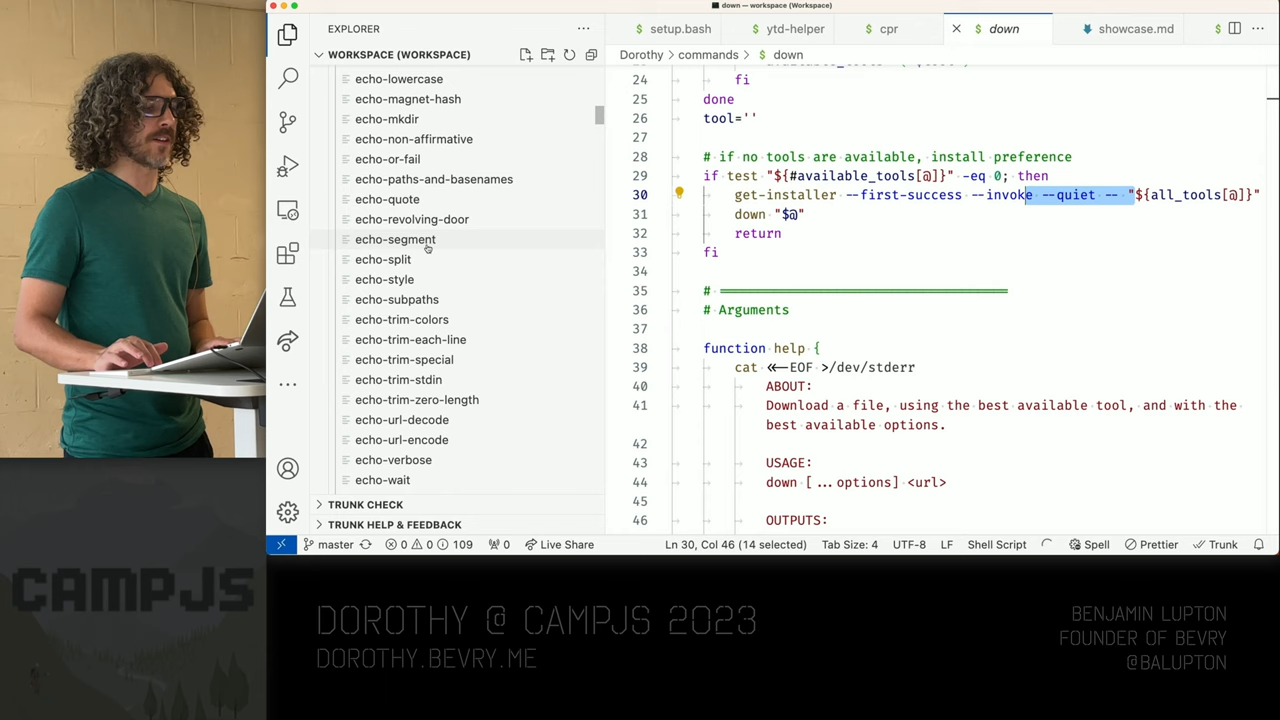 down — workspace (Workspace)
EXPLORER
setup.bash
ytd-helper
cpr
down
showcase.md
WORKSPACE (WORKSPACE)
Dorothy › commands › down
echo-lowercase
echo-magnet-hash
echo-mkdir
echo-non-affirmative
echo-or-fail
echo-paths-and-basenames
echo-quote
echo-revolving-door
echo-segment
echo-split
echo-style
echo-subpaths
echo-trim-colors
echo-trim-each-line
echo-trim-special
echo-trim-stdin
echo-trim-zero-length
echo-url-decode
echo-url-encode
echo-verbose
echo-wait
TRUNK CHECK
TRUNK HELP & FEEDBACK
24 fi
25 done
26 tool=''
27
28 # if no tools are available, install preference
29 if test "${#available_tools[@]}" -eq 0; then
30 get-installer --first-success --invoke --quiet -- "${all_tools[@]}"
31 down "$@"
32 return
33 fi
34
35 # ====================================
36 # Arguments
37
38 function help {
39 cat <<-EOF >/dev/stderr
40 ABOUT:
41 Download a file, using the best available tool, and with the
best available options.
42
43 USAGE:
44 down [...options] <url>
45
46 OUTPUTS:
master 0 0 109 0 Live Share Ln 30, Col 46 (14 selected) Tab Size: 4 UTF-8 LF Shell Script Spell Prettier Trunk
CAMPJS
DOROTHY @ CAMPJS 2023
DOROTHY.BEVRY.ME
BENJAMIN LUPTON
FOUNDER OF BEVRY
@BALUPTON